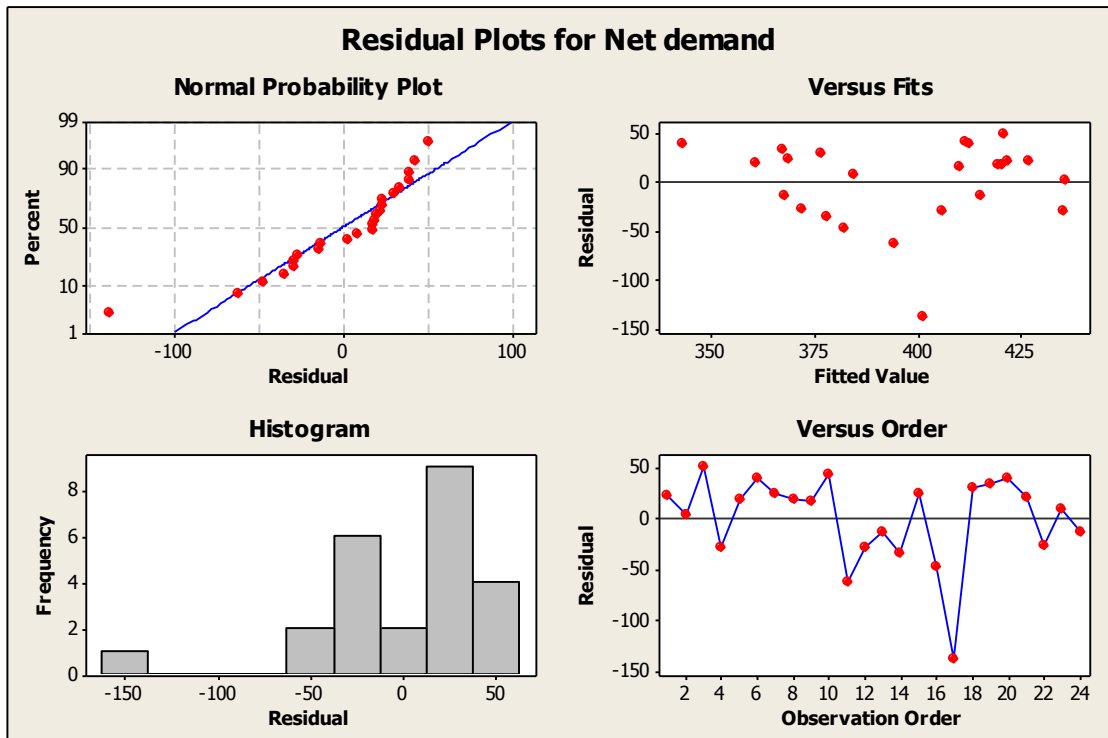 Residual Plots for Net demand
Normal Probability Plot
99
90
50
10
1
Percent
-100 0 100
Residual
Versus Fits
50
0
-50
-100
-150
Residual
350 375 400 425
Fitted Value
Histogram
8
6
4
2
0
Frequency
-150 -100 -50 0 50
Residual
Versus Order
50
0
-50
-100
-150
Residual
2 4 6 8 10 12 14 16 18 20 22 24
Observation Order